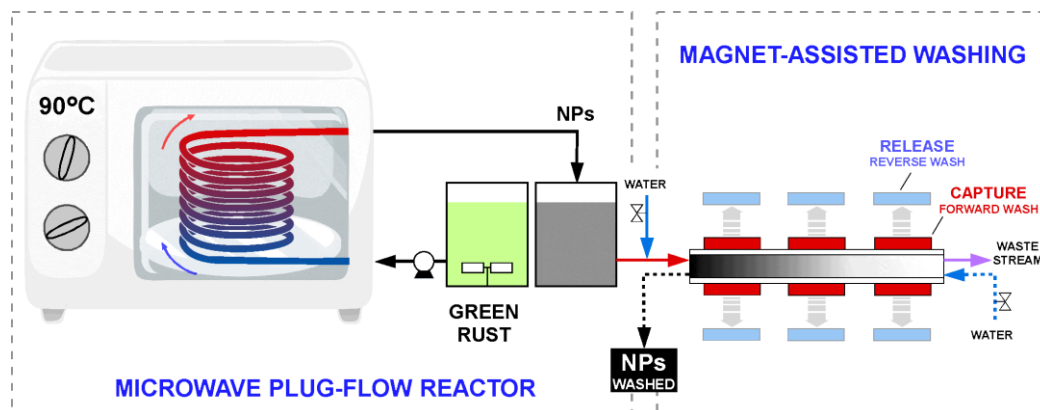 MAGNET-ASSISTED WASHING
90°C
NPs
WATER
RELEASE
REVERSE WASH
CAPTURE
FORWARD WASH
WASTE
STREAM
GREEN
RUST
WATER
NPs
WASHED
MICROWAVE PLUG-FLOW REACTOR